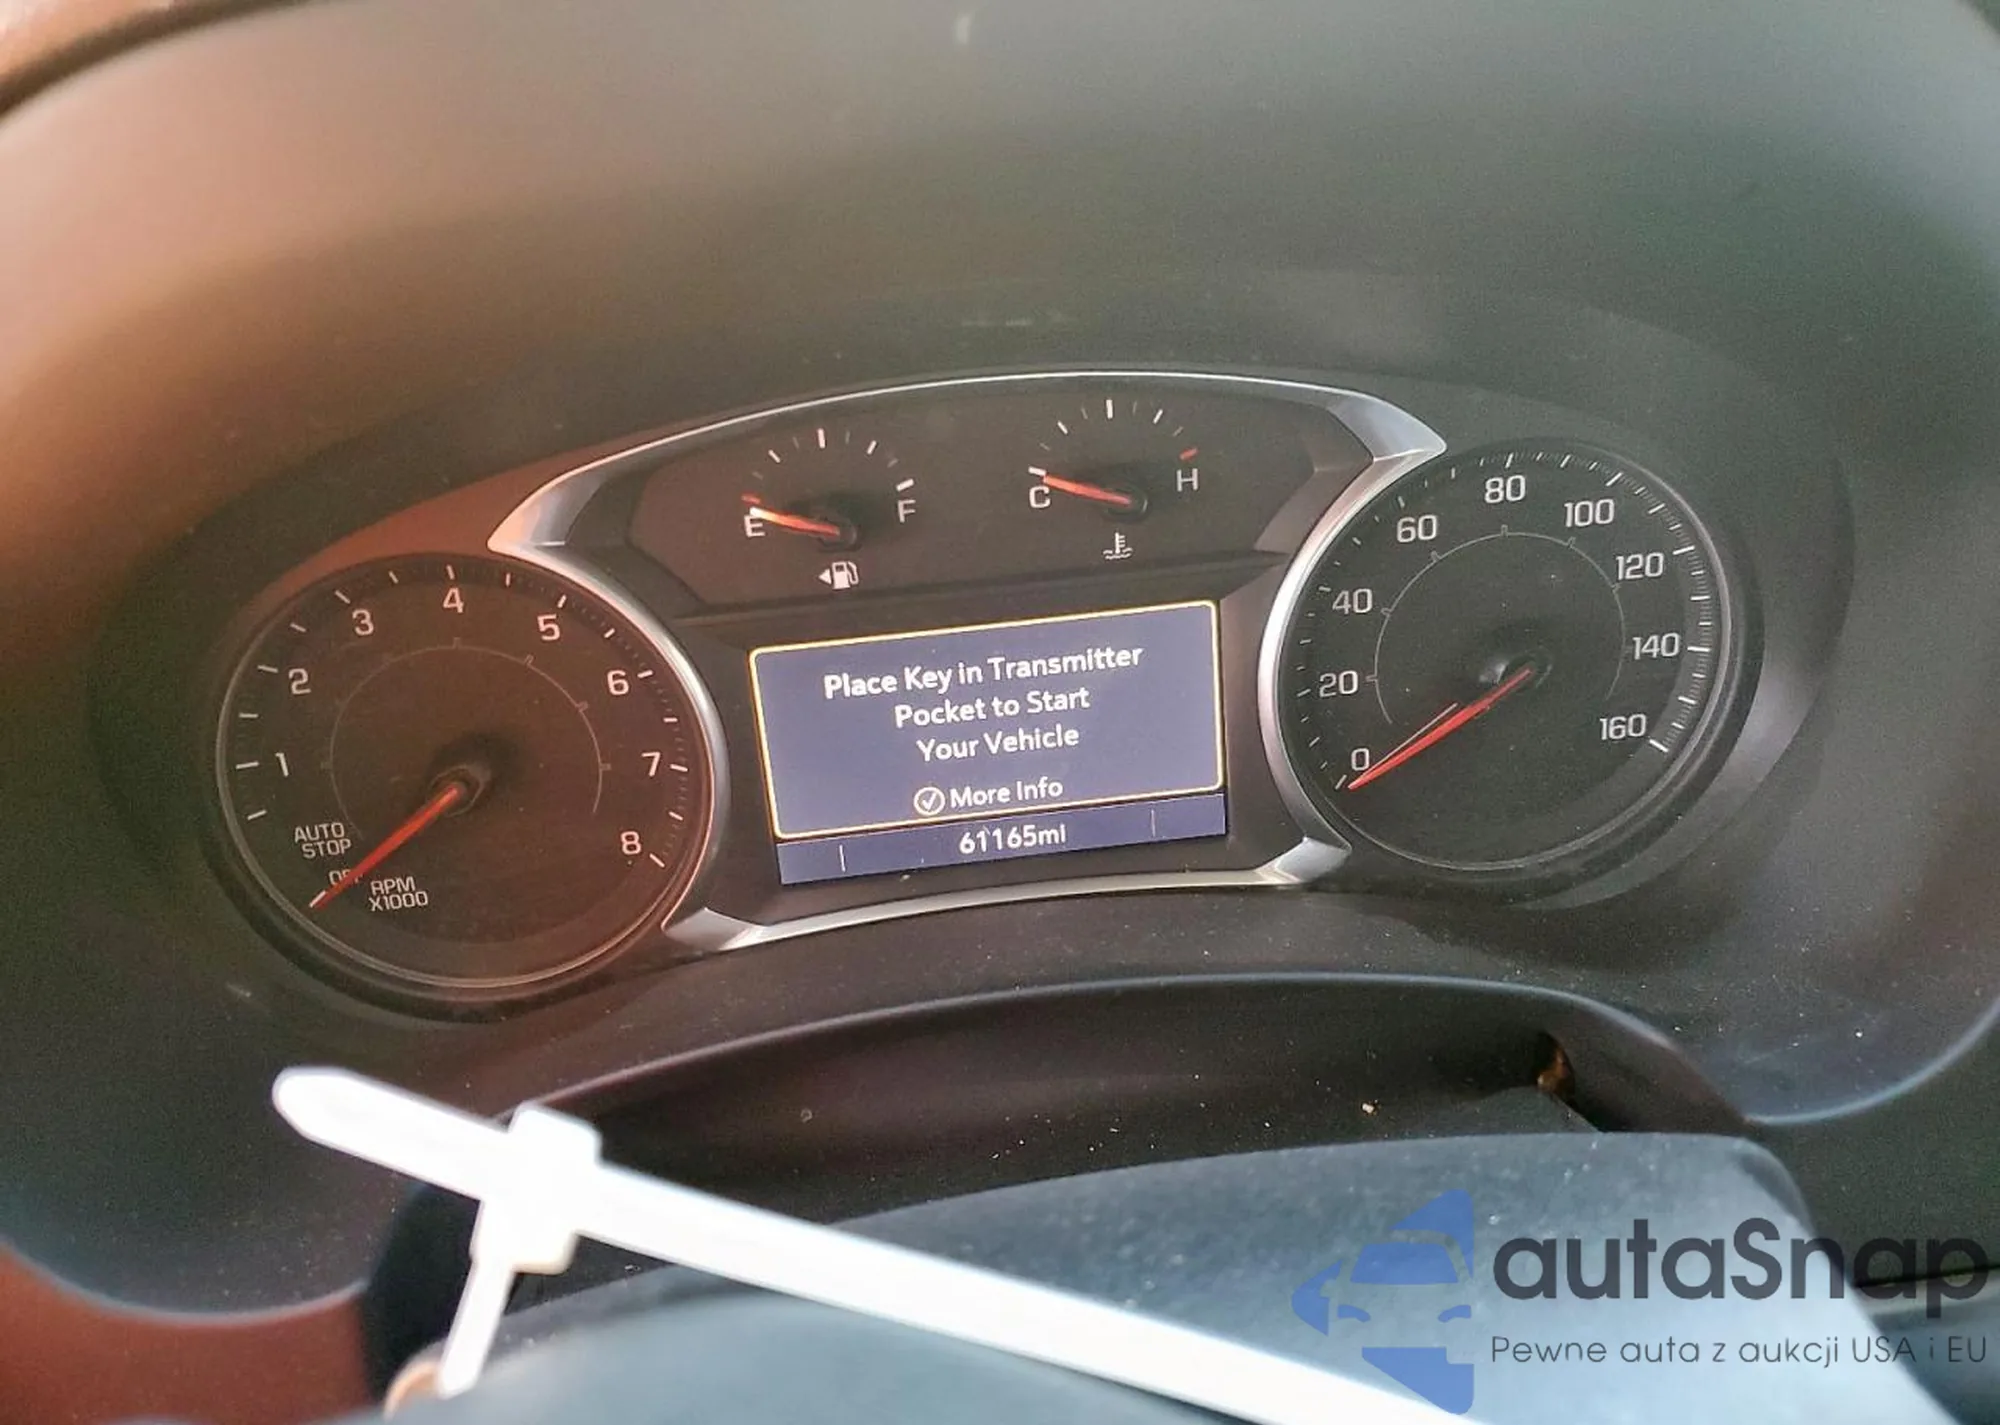 E
F
C
H
1
2
3
4
5
6
7
8
AUTO
STOP
RPM
X1000
Place Key in Transmitter
Pocket to Start
Your Vehicle
More Info
61165mi
0
20
40
60
80
100
120
140
160
autaSnap
Pewne auta z aukcji USA i EU